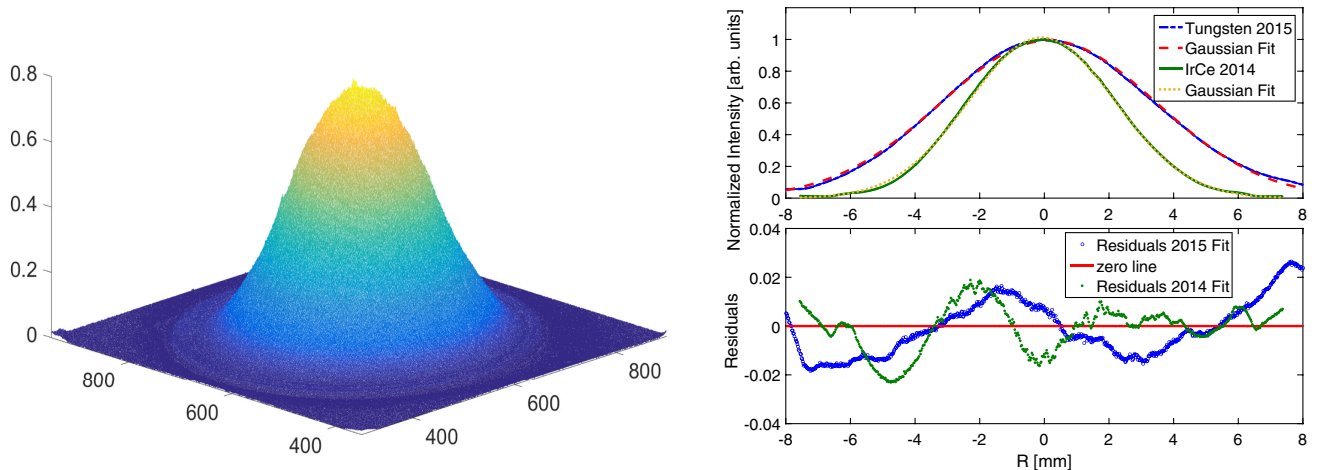 0.8
0.6
0.4
0.2
0
800
600
400
400
600
800
Normalized Intensity [arb. units]
1
0.8
0.6
0.4
0.2
0
-8 -6 -4 -2 0 2 4 6 8
Tungsten 2015
Gaussian Fit
IrCe 2014
Gaussian Fit
Residuals
0.04
0.02
0
-0.02
-0.04
-8 -6 -4 -2 0 2 4 6 8
R [mm]
Residuals 2015 Fit
zero line
Residuals 2014 Fit